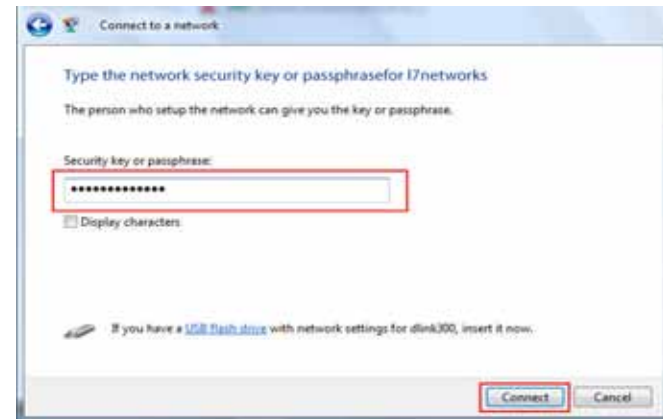 Connect to a network
Type the network security key or passphrasefor l7networks
The person who setup the network can give you the key or passphrase.
Security key or passphrase:
•••••••••••••
Display characters
If you have a USB flash drive with network settings for dlink300, insert it now.
Connect Cancel